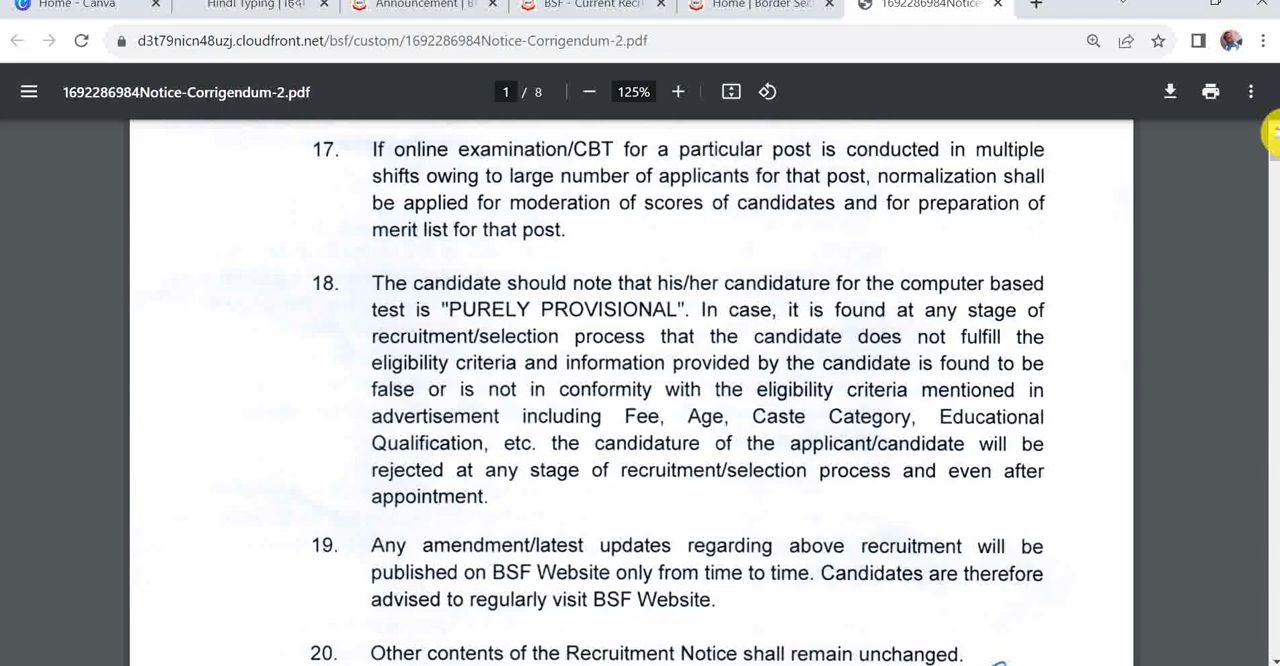 Home - Canva
Hindi Typing | हिंदी
Announcement | B
BSF - Current Recr
Home | Border Sec
1692286984Notice-
d3t79nicn48uzj.cloudfront.net/bsf/custom/1692286984Notice-Corrigendum-2.pdf
1692286984Notice-Corrigendum-2.pdf 1 / 8 125%
17. If online examination/CBT for a particular post is conducted in multiple
shifts owing to large number of applicants for that post, normalization shall
be applied for moderation of scores of candidates and for preparation of
merit list for that post.
18. The candidate should note that his/her candidature for the computer based
test is "PURELY PROVISIONAL". In case, it is found at any stage of
recruitment/selection process that the candidate does not fulfill the
eligibility criteria and information provided by the candidate is found to be
false or is not in conformity with the eligibility criteria mentioned in
advertisement including Fee, Age, Caste Category, Educational
Qualification, etc. the candidature of the applicant/candidate will be
rejected at any stage of recruitment/selection process and even after
appointment.
19. Any amendment/latest updates regarding above recruitment will be
published on BSF Website only from time to time. Candidates are therefore
advised to regularly visit BSF Website.
20. Other contents of the Recruitment Notice shall remain unchanged.